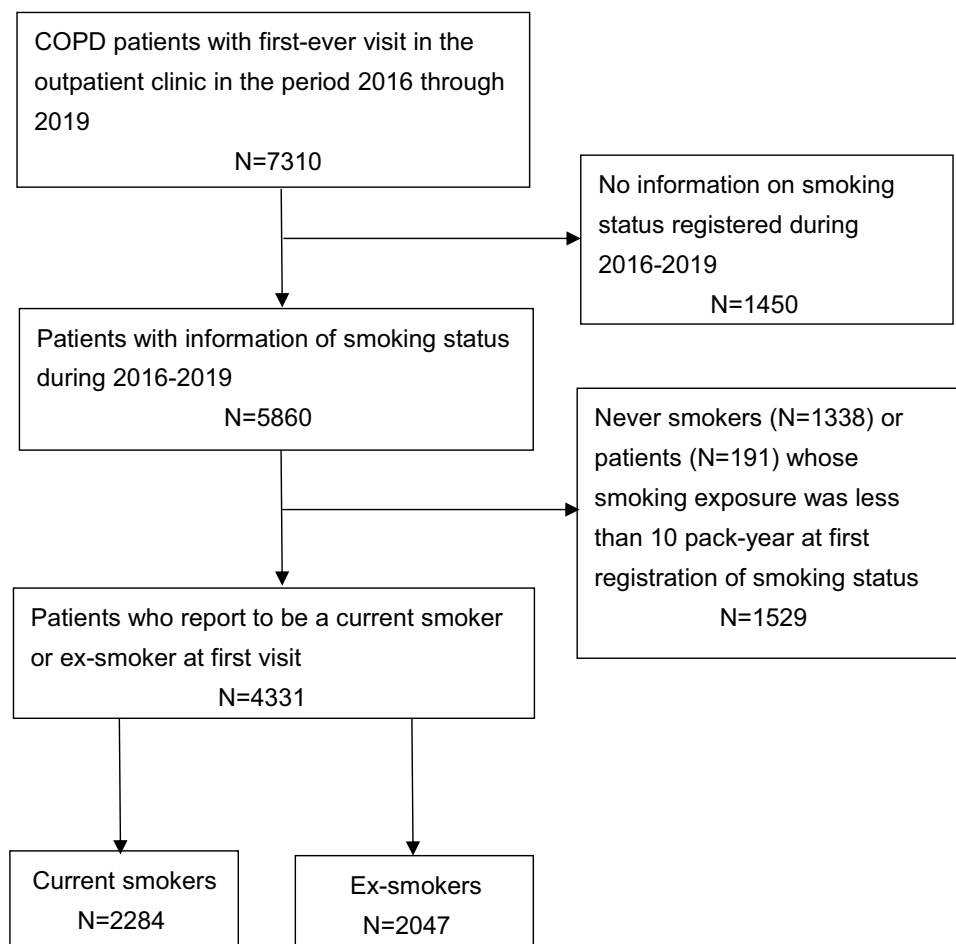 COPD patients with first-ever visit in the
outpatient clinic in the period 2016 through
2019
N=7310
No information on smoking
status registered during
2016-2019
N=1450
Patients with information of smoking status
during 2016-2019
N=5860
Never smokers (N=1338) or
patients (N=191) whose
smoking exposure was less
than 10 pack-year at first
registration of smoking status
N=1529
Patients who report to be a current smoker
or ex-smoker at first visit
N=4331
Current smokers
N=2284
Ex-smokers
N=2047